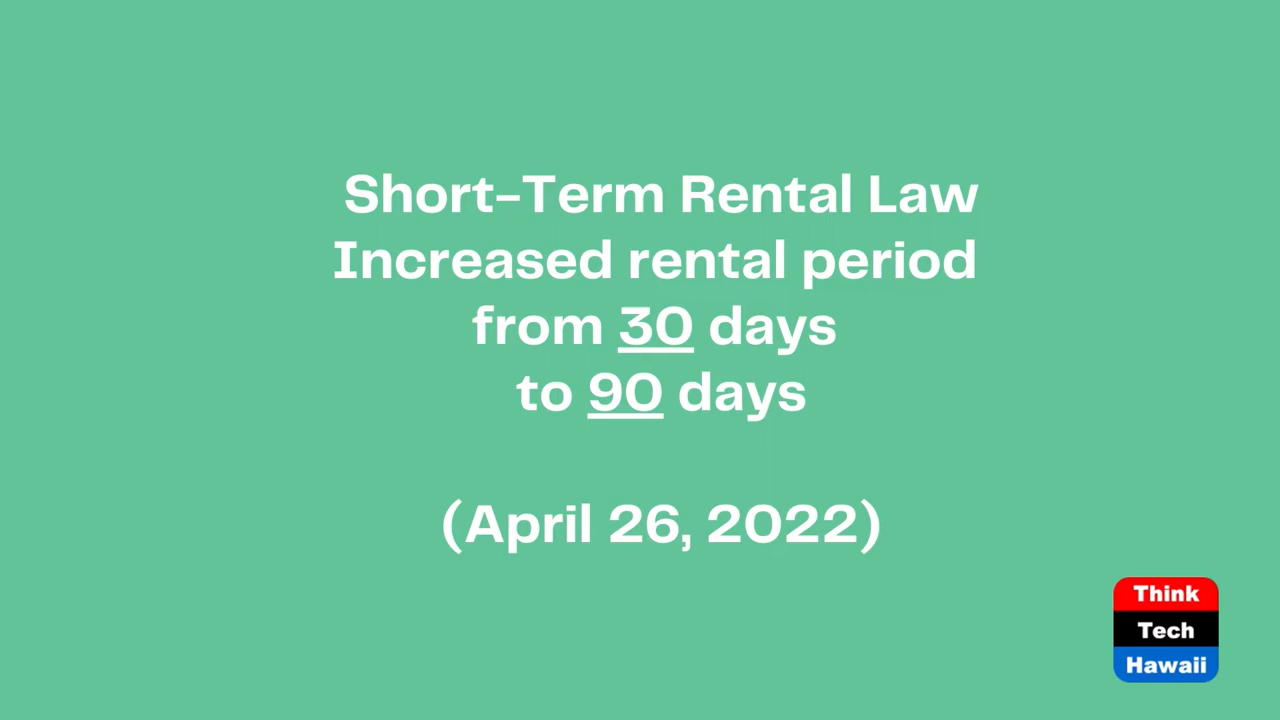 Short-Term Rental Law
Increased rental period
from 30 days
to 90 days
(April 26, 2022)
Think
Tech
Hawaii